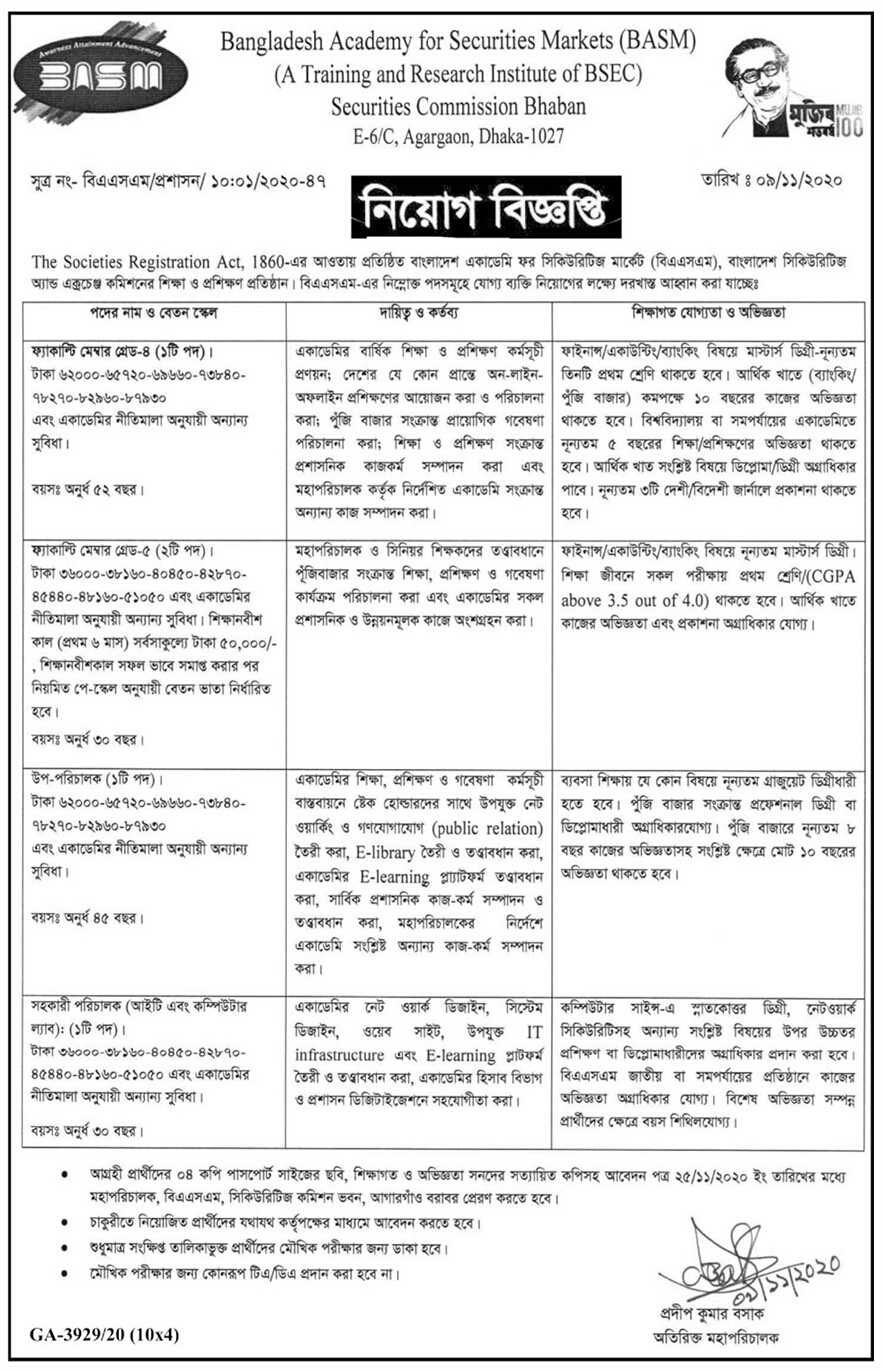 Awareness Attainment Advancement
BASM
Bangladesh Academy for Securities Markets (BASM)
(A Training and Research Institute of BSEC)
Securities Commission Bhaban
E-6/C, Agargaon, Dhaka-1027
মুজিব MUJIB
শতবর্ষ 100
সুত্র নং- বিএএসএম/প্রশাসন/ ১০:০১/২০২০-৪৭
তারিখ ঃ ০৯/১১/২০২০
নিয়োগ বিজ্ঞপ্তি
The Societies Registration Act, 1860-এর আওতায় প্রতিষ্ঠিত বাংলাদেশ একাডেমি ফর সিকিউরিটিজ মার্কেট (বিএএসএম), বাংলাদেশ সিকিউরিটিজ
অ্যান্ড এক্সচেঞ্জ কমিশনের শিক্ষা ও প্রশিক্ষণ প্রতিষ্ঠান। বিএএসএম-এর নিম্নোক্ত পদসমূহে যোগ্য ব্যক্তি নিয়োগের লক্ষ্যে দরখাস্ত আহ্বান করা যাচ্ছেঃ
পদের নাম ও বেতন স্কেল
দায়িত্ব ও কর্তব্য
শিক্ষাগত যোগ্যতা ও অভিজ্ঞতা
ফ্যাকাল্টি মেম্বার গ্রেড-৪ (১টি পদ)।
টাকা ৬২০০০-৬৫৭২০-৬৯৬৬০-৭৩৮৪০-
৭৮২৭০-৮২৯৬০-৮৭৯৩০
এবং একাডেমির নীতিমালা অনুযায়ী অন্যান্য
সুবিধা।
বয়সঃ অনুর্ধ ৫২ বছর।
একাডেমির বার্ষিক শিক্ষা ও প্রশিক্ষণ কর্মসূচী
প্রণয়ন; দেশের যে কোন প্রান্তে অন-লাইন-
অফলাইন প্রশিক্ষণের আয়োজন করা ও পরিচালনা
করা; পুঁজি বাজার সংক্রান্ত প্রায়োগিক গবেষণা
পরিচালনা করা; শিক্ষা ও প্রশিক্ষণ সংক্রান্ত
প্রশাসনিক কাজকর্ম সম্পাদন করা এবং
মহাপরিচালক কর্তৃক নির্দেশিত একাডেমি সংক্রান্ত
অন্যান্য কাজ সম্পাদন করা।
ফাইনান্স/একাউন্টিং/ব্যাংকিং বিষয়ে মাস্টার্স ডিগ্রী-নূন্যতম
তিনটি প্রথম শ্রেণি থাকতে হবে। আর্থিক খাতে (ব্যাংকিং/
পুঁজি বাজার) কমপক্ষে ১০ বছরের কাজের অভিজ্ঞতা
থাকতে হবে। বিশ্ববিদ্যালয় বা সমপর্যায়ের একাডেমিতে
নূন্যতম ৫ বছরের শিক্ষা/প্রশিক্ষণের অভিজ্ঞতা থাকতে
হবে। আর্থিক খাত সংশ্লিষ্ট বিষয়ে ডিপ্লোমা/ডিগ্রী অগ্রাধিকার
পাবে। নূন্যতম ৩টি দেশী/বিদেশী জার্নালে প্রকাশনা থাকতে
হবে।
ফ্যাকাল্টি মেম্বার গ্রেড-৫ (২টি পদ)।
টাকা ৩৬০০০-৩৮১৬০-৪০৪৫০-৪২৮৭০-
৪৫৪৪০-৪৮১৬০-৫১০৫০ এবং একাডেমির
নীতিমালা অনুযায়ী অন্যান্য সুবিধা। শিক্ষানবীশ
কাল (প্রথম ৬ মাস) সর্বসাকুল্যে টাকা ৫০,০০০/-
, শিক্ষানবীশকাল সফল ভাবে সমাপ্ত করার পর
নিয়মিত পে-স্কেল অনুযায়ী বেতন ভাতা নির্ধারিত
হবে।
বয়সঃ অনুর্ধ ৩০ বছর।
মহাপরিচালক ও সিনিয়র শিক্ষকদের তত্তাবধানে
পূঁজিবাজার সংক্রান্ত শিক্ষা, প্রশিক্ষণ ও গবেষণা
কার্যক্রম পরিচালনা করা এবং একাডেমির সকল
প্রশাসনিক ও উন্নয়নমূলক কাজে অংশগ্রহন করা।
ফাইনান্স/একাউন্টিং/ব্যাংকিং বিষয়ে নূন্যতম মাস্টার্স ডিগ্রী।
শিক্ষা জীবনে সকল পরীক্ষায় প্রথম শ্রেণি/(CGPA
above 3.5 out of 4.0) থাকতে হবে। আর্থিক খাতে
কাজের অভিজ্ঞতা এবং প্রকাশনা অগ্রাধিকার যোগ্য।
উপ-পরিচালক (১টি পদ)।
টাকা ৬২০০০-৬৫৭২০-৬৯৬৬০-৭৩৮৪০-
৭৮২৭০-৮২৯৬০-৮৭৯৩০
এবং একাডেমির নীতিমালা অনুযায়ী অন্যান্য
সুবিধা।
বয়সঃ অনুর্ধ ৪৫ বছর।
একাডেমির শিক্ষা, প্রশিক্ষণ ও গবেষণা কর্মসূচী
বাস্তবায়নে ষ্টেক হোল্ডারদের সাথে উপযুক্ত নেট
ওয়ার্কিং ও গণযোগাযোগ (public relation)
তৈরী করা, E-library তৈরী ও তত্তাবধান করা,
একাডেমির E-learning প্ল্যাটফর্ম তত্তাবধান
করা, সার্বিক প্রশাসনিক কাজ-কর্ম সম্পাদন ও
তত্তাবধান করা, মহাপরিচালকের নির্দেশে
একাডেমি সংশ্লিষ্ট অন্যান্য কাজ-কর্ম সম্পাদন
করা।
ব্যবসা শিক্ষায় যে কোন বিষয়ে নূন্যতম গ্রাজুয়েট ডিগ্রীধারী
হতে হবে। পুঁজি বাজার সংক্রান্ত প্রফেশনাল ডিগ্রী বা
ডিপ্লোমাধারী অগ্রাধিকারযোগ্য। পুঁজি বাজারে নূন্যতম ৮
বছর কাজের অভিজ্ঞতাসহ সংশ্লিষ্ট ক্ষেত্রে মোট ১০ বছরের
অভিজ্ঞতা থাকতে হবে।
সহকারী পরিচালক (আইটি এবং কম্পিউটার
ল্যাব): (১টি পদ)।
টাকা ৩৬০০০-৩৮১৬০-৪০৪৫০-৪২৮৭০-
৪৫৪৪০-৪৮১৬০-৫১০৫০ এবং একাডেমির
নীতিমালা অনুযায়ী অন্যান্য সুবিধা।
বয়সঃ অনুর্ধ ৩০ বছর।
একাডেমির নেট ওয়ার্ক ডিজাইন, সিস্টেম
ডিজাইন, ওয়েব সাইট, উপযুক্ত IT
infrastructure এবং E-learning প্লাটফর্ম
তৈরী ও তত্তাবধান করা, একাডেমির হিসাব বিভাগ
ও প্রশাসন ডিজিটাইজেশনে সহযোগীতা করা।
কম্পিউটার সাইন্স-এ স্নাতকোত্তর ডিগ্রী, নেটওয়ার্ক
সিকিউরিটিসহ অন্যান্য সংশ্লিষ্ট বিষয়ের উপর উচ্চতর
প্রশিক্ষণ বা ডিপ্লোমাধারীদের অগ্রাধিকার প্রদান করা হবে।
বিএএসএম জাতীয় বা সমপর্যায়ের প্রতিষ্ঠানে কাজের
অভিজ্ঞতা অগ্রাধিকার যোগ্য। বিশেষ অভিজ্ঞতা সম্পন্ন
প্রার্থীদের ক্ষেত্রে বয়স শিথিলযোগ্য।
• আগ্রহী প্রার্থীদের ০৪ কপি পাসপোর্ট সাইজের ছবি, শিক্ষাগত ও অভিজ্ঞতা সনদের সত্যায়িত কপিসহ আবেদন পত্র ২৫/১১/২০২০ ইং তারিখের মধ্যে
মহাপরিচালক, বিএএসএম, সিকিউরিটিজ কমিশন ভবন, আগারগাঁও বরাবর প্রেরণ করতে হবে।
• চাকুরীতে নিয়োজিত প্রার্থীদের যথাযথ কর্তৃপক্ষের মাধ্যমে আবেদন করতে হবে।
• শুধুমাত্র সংক্ষিপ্ত তালিকাভুক্ত প্রার্থীদের মৌখিক পরীক্ষার জন্য ডাকা হবে।
• মৌখিক পরীক্ষার জন্য কোনরূপ টিএ/ডিএ প্রদান করা হবে না।
০৯/১১/২০২০
প্রদীপ কুমার বসাক
অতিরিক্ত মহাপরিচালক
GA-3929/20 (10x4)